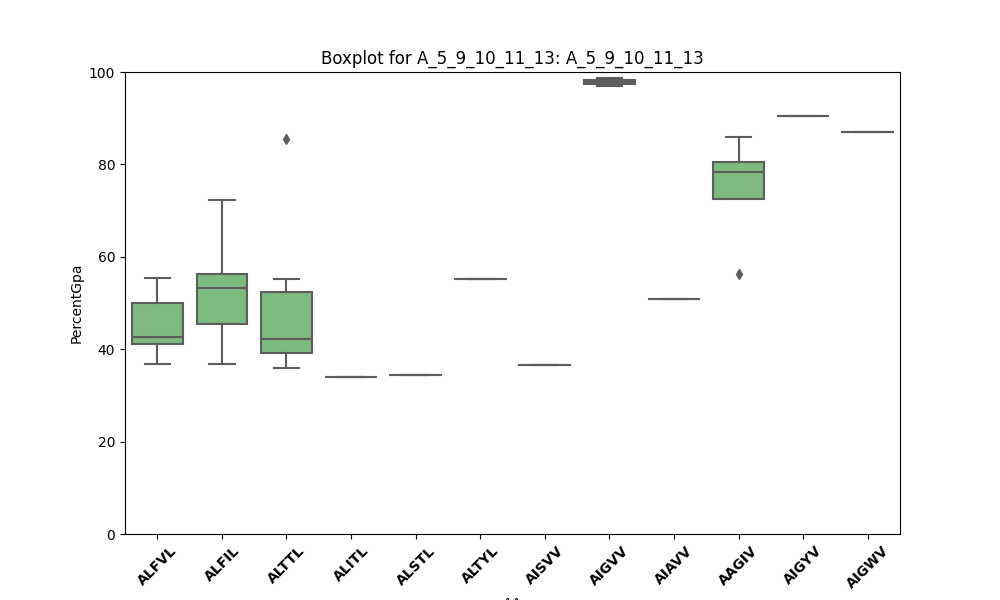 Boxplot for A_5_9_10_11_13: A_5_9_10_11_13
PercentGpa
100
80
60
40
20
0
ALFVL
ALFIL
ALTTL
ALITL
ALSTL
ALTYL
AISVV
AIGVV
AIAVV
AAGIV
AIGYV
AIGWV